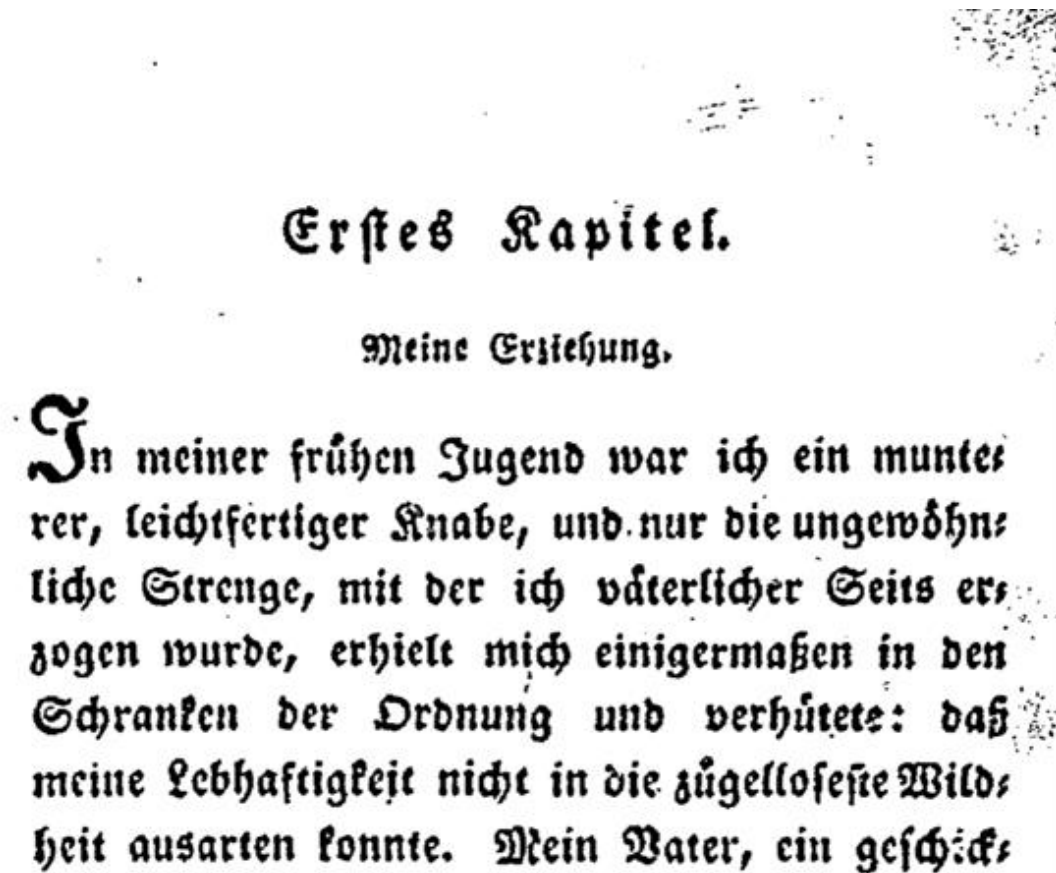 Erstes Kapitel.
Meine Erziehung.
In meiner frühen Jugend war ich ein munte⸗
rer, leichtfertiger Knabe, und nur die ungewöhn⸗
liche Strenge, mit der ich väterlicher Seits er⸗
zogen wurde, erhielt mich einigermaßen in den
Schranken der Ordnung und verhütete: daß
meine Lebhaftigkeit nicht in die zügelloseste Wild⸗
heit ausarten konnte. Mein Vater, ein geschick⸗